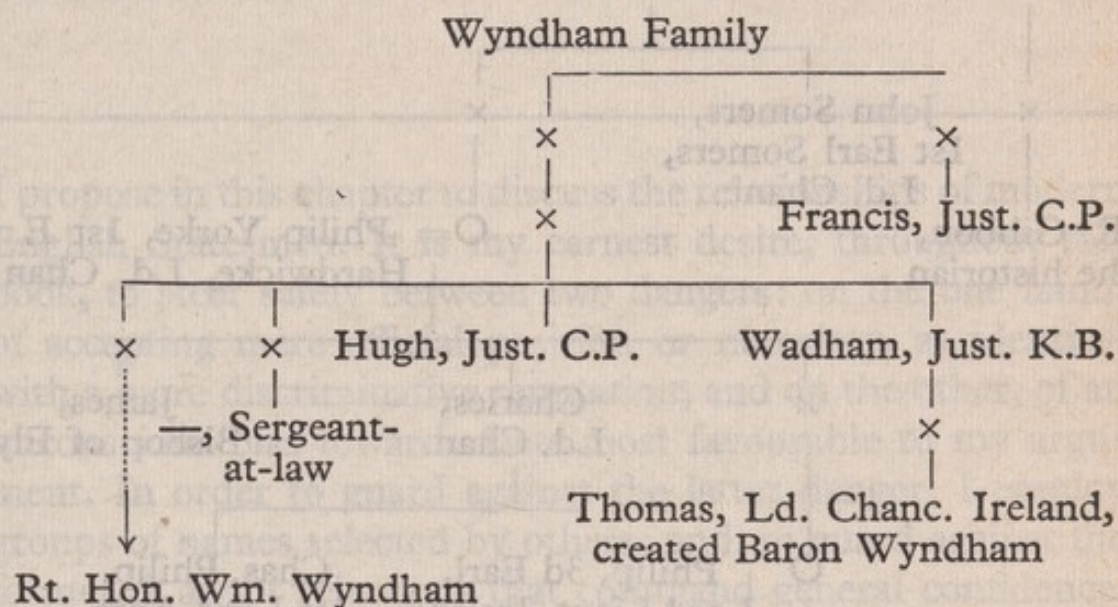 Wyndham Family
× ×
× Francis, Just. C.P.
× × Hugh, Just. C.P. Wadham, Just. K.B.
—, Sergeant-
at-law
×
Thomas, Ld. Chanc. Ireland,
created Baron Wyndham
Rt. Hon. Wm. Wyndham